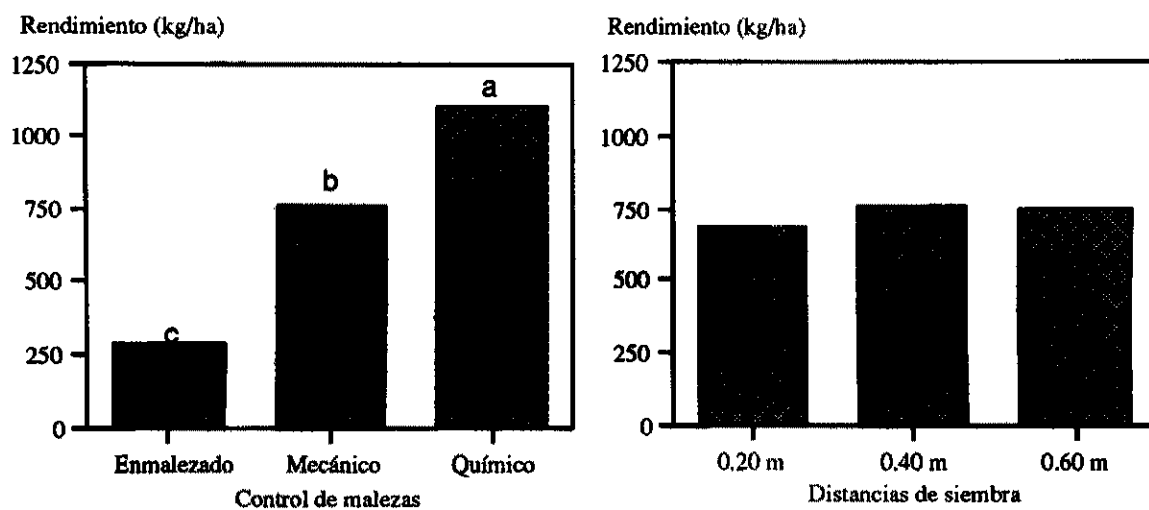 Rendimiento (kg/ha)
1250
1000
750
500
250
0
a
b
c
Enmalezado Mecánico Químico
Control de malezas
Rendimiento (kg/ha)
1250
1000
750
500
250
0
0.20 m 0.40 m 0.60 m
Distancias de siembra